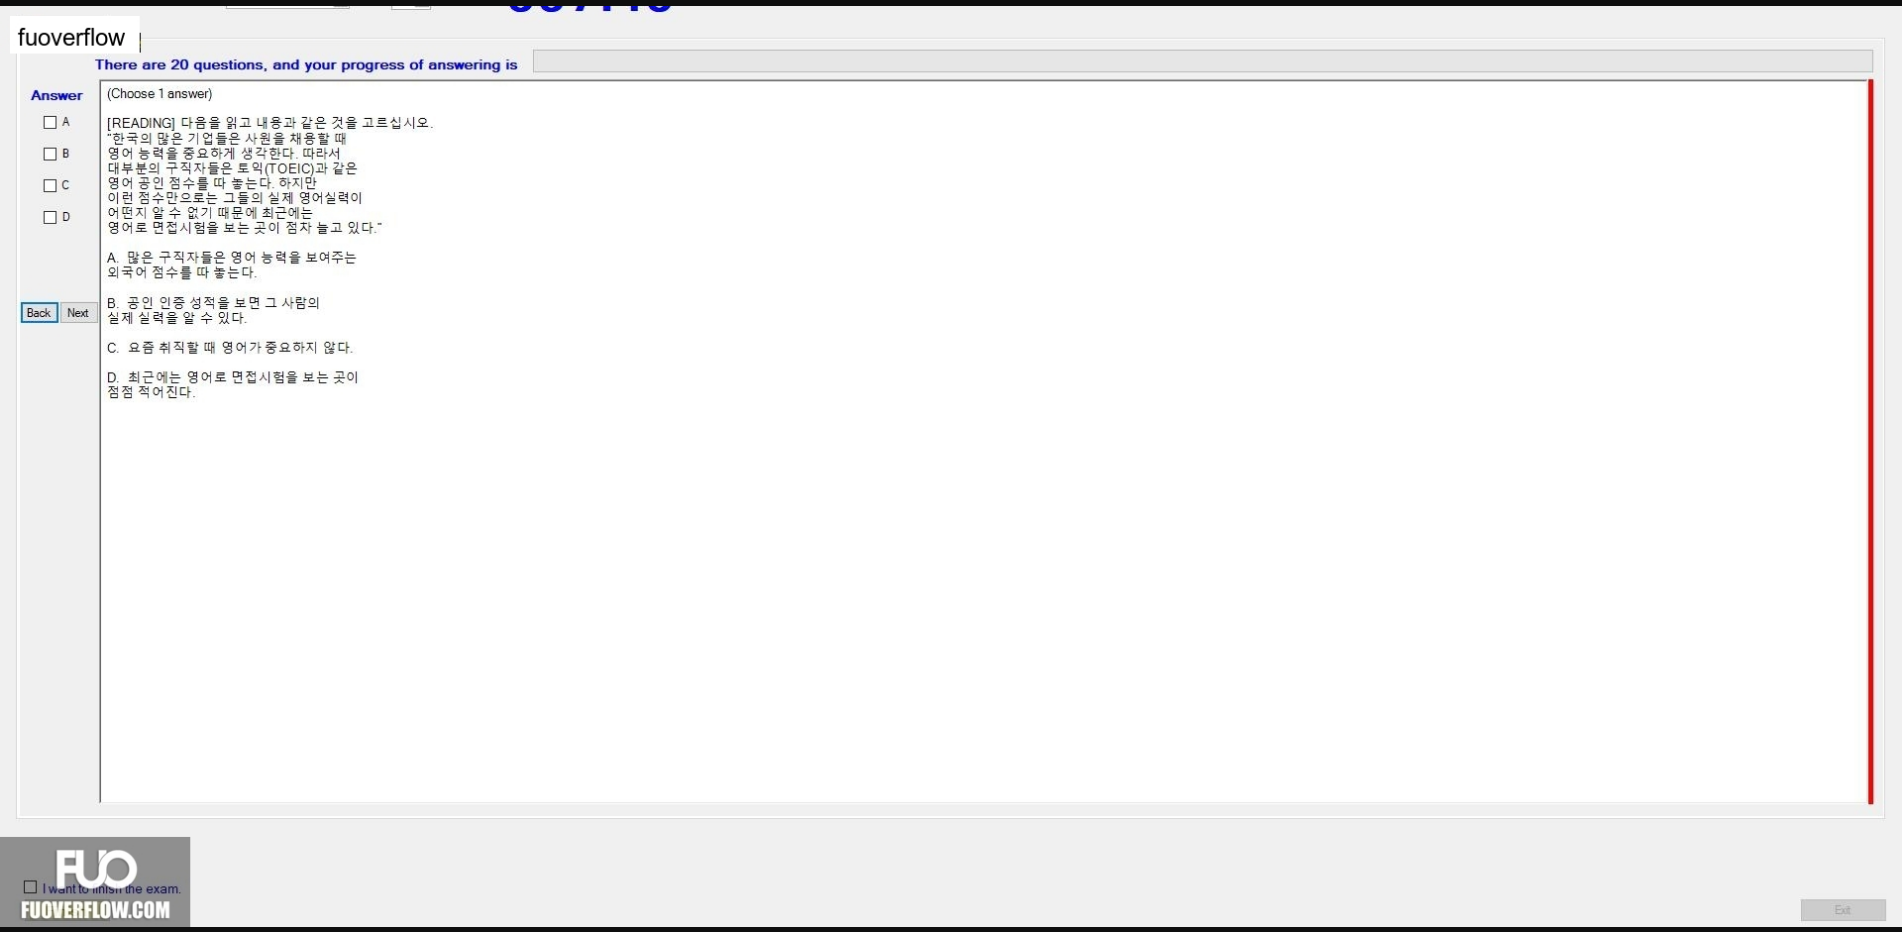 fuoverflow
There are 20 questions, and your progress of answering is
Answer
(Choose 1 answer)
A
B
C
D
Back
Next
[READING] 다음을 읽고 내용과 같은 것을 고르십시오.
"한국의 많은 기업들은 사원을 채용할 때
영어 능력을 중요하게 생각한다. 따라서
대부분의 구직자들은 토익(TOEIC)과 같은
영어 공인 점수를 따 놓는다. 하지만
이런 점수만으로는 그들의 실제 영어실력이
어떤지 알 수 없기 때문에 최근에는
영어로 면접시험을 보는 곳이 점차 늘고 있다."
A. 많은 구직자들은 영어 능력을 보여주는
외국어 점수를 따 놓는다.
B. 공인 인증 성적을 보면 그 사람의
실제 실력을 알 수 있다.
C. 요즘 취직할 때 영어가 중요하지 않다.
D. 최근에는 영어로 면접시험을 보는 곳이
점점 적어진다.
FUO
I want to finish the exam.
FUOVERFLOW.COM
Exit